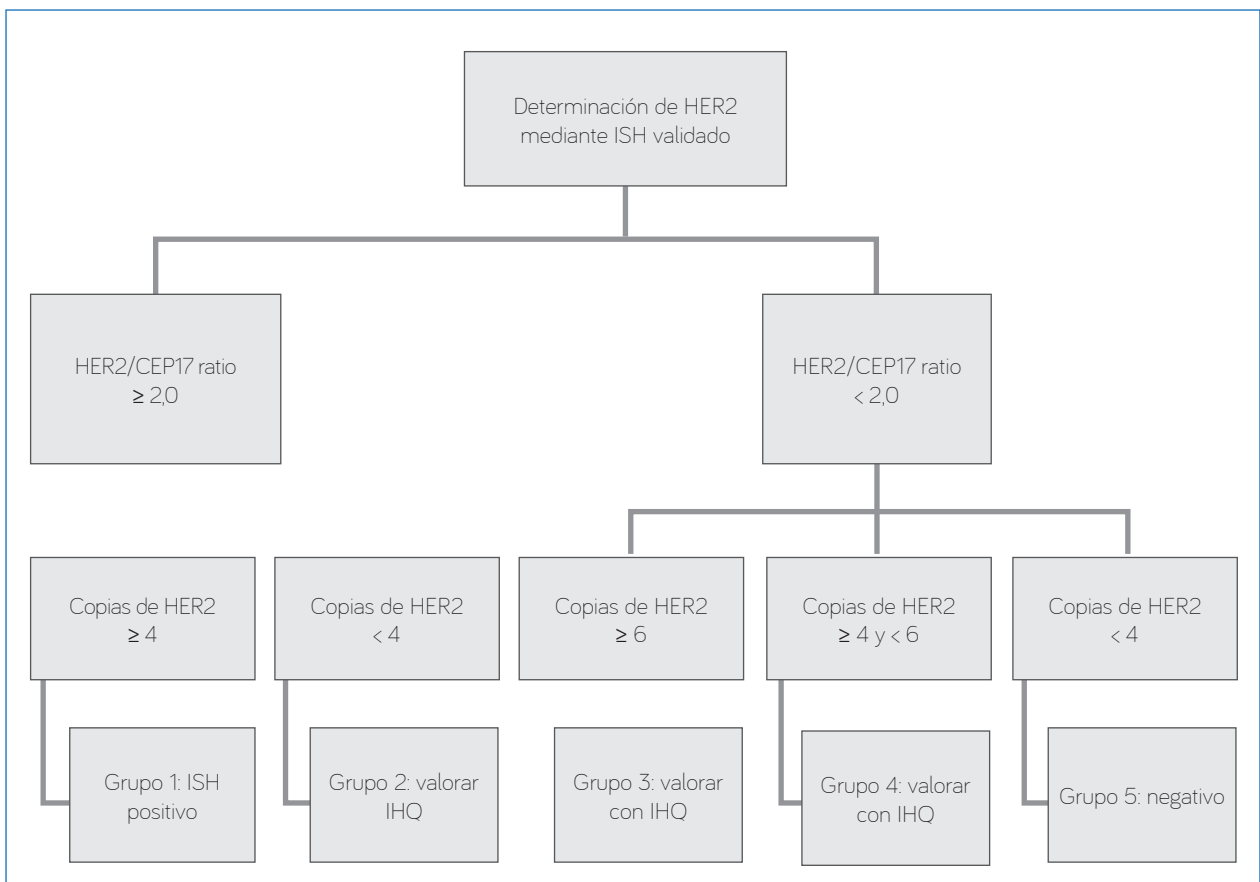 Determinación de HER2
mediante ISH validado
HER2/CEP17 ratio
≥ 2,0
HER2/CEP17 ratio
< 2,0
Copias de HER2
≥ 4
Copias de HER2
< 4
Copias de HER2
≥ 6
Copias de HER2
≥ 4 y < 6
Copias de HER2
< 4
Grupo 1: ISH
positivo
Grupo 2: valorar
IHQ
Grupo 3: valorar
con IHQ
Grupo 4: valorar
con IHQ
Grupo 5: negativo